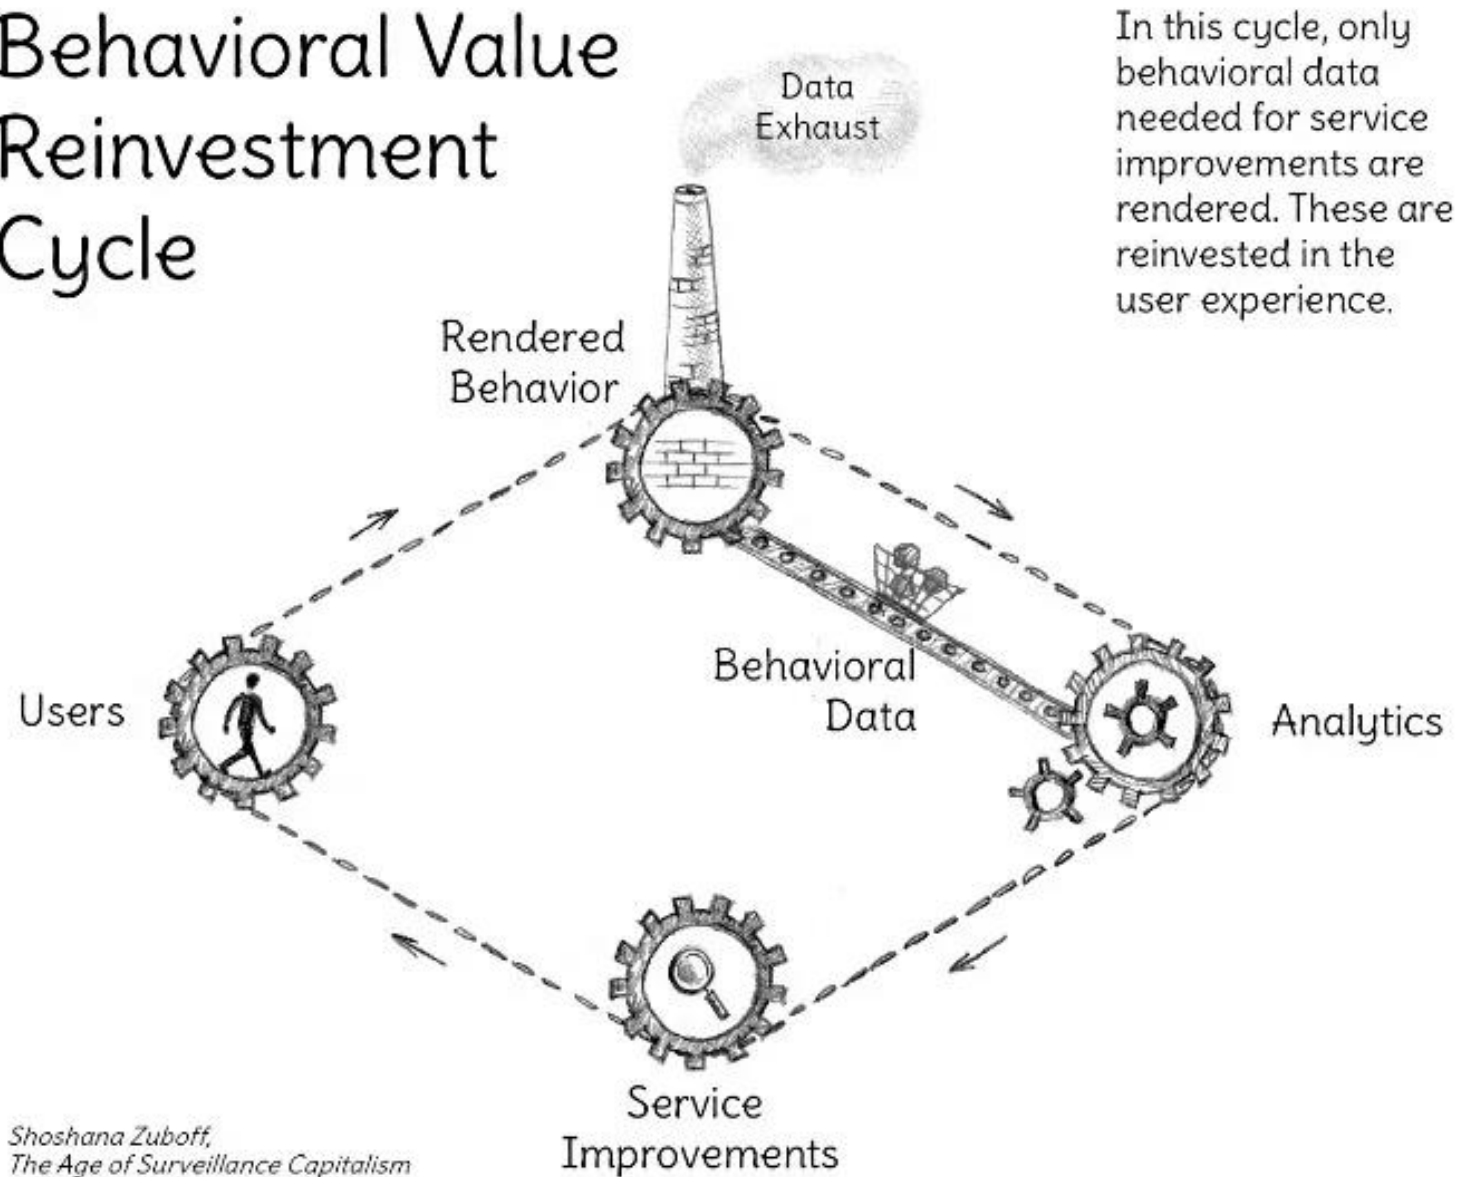 Behavioral Value
Reinvestment
Cycle
Data
Exhaust
In this cycle, only
behavioral data
needed for service
improvements are
rendered. These are
reinvested in the
user experience.
Rendered
Behavior
Users
Behavioral
Data
Analytics
Service
Improvements
Shoshana Zuboff,
The Age of Surveillance Capitalism